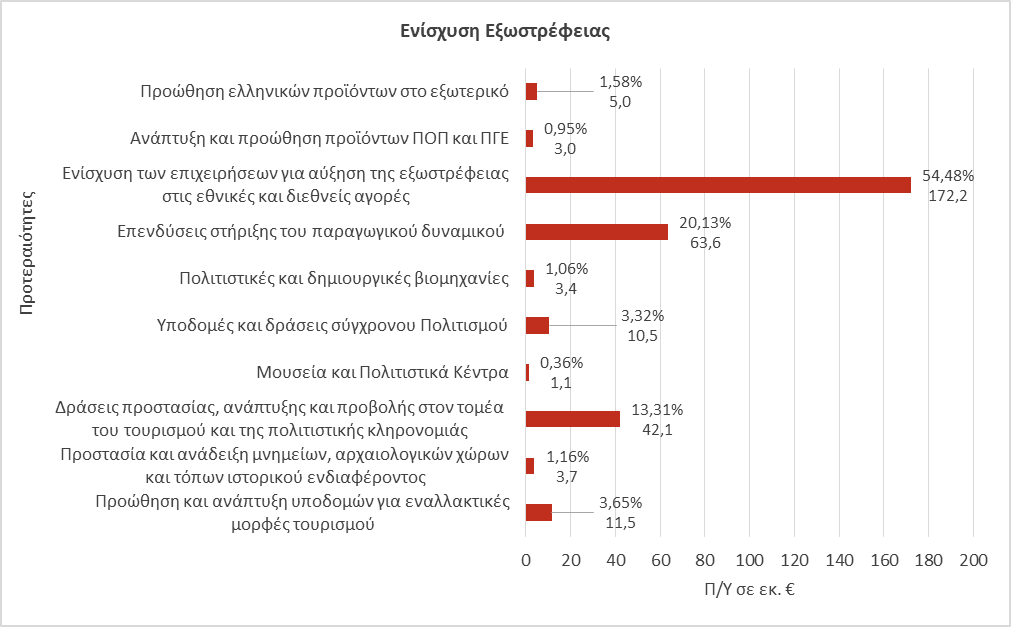 Ενίσχυση Εξωστρέφειας
Προτεραιότητες
Προώθηση ελληνικών προϊόντων στο εξωτερικό
1,58%
5,0
Ανάπτυξη και προώθηση προϊόντων ΠΟΠ και ΠΓΕ
0,95%
3,0
Ενίσχυση των επιχειρήσεων για αύξηση της εξωστρέφειας
στις εθνικές και διεθνείς αγορές
54,48%
172,2
Επενδύσεις στήριξης του παραγωγικού δυναμικού
20,13%
63,6
Πολιτιστικές και δημιουργικές βιομηχανίες
1,06%
3,4
Υποδομές και δράσεις σύγχρονου Πολιτισμού
3,32%
10,5
Μουσεία και Πολιτιστικά Κέντρα
0,36%
1,1
Δράσεις προστασίας, ανάπτυξης και προβολής στον τομέα
του τουρισμού και της πολιτιστικής κληρονομιάς
13,31%
42,1
Προστασία και ανάδειξη μνημείων, αρχαιολογικών χώρων
και τόπων ιστορικού ενδιαφέροντος
1,16%
3,7
Προώθηση και ανάπτυξη υποδομών για εναλλακτικές
μορφές τουρισμού
3,65%
11,5
0 20 40 60 80 100 120 140 160 180 200
Π/Υ σε εκ. €